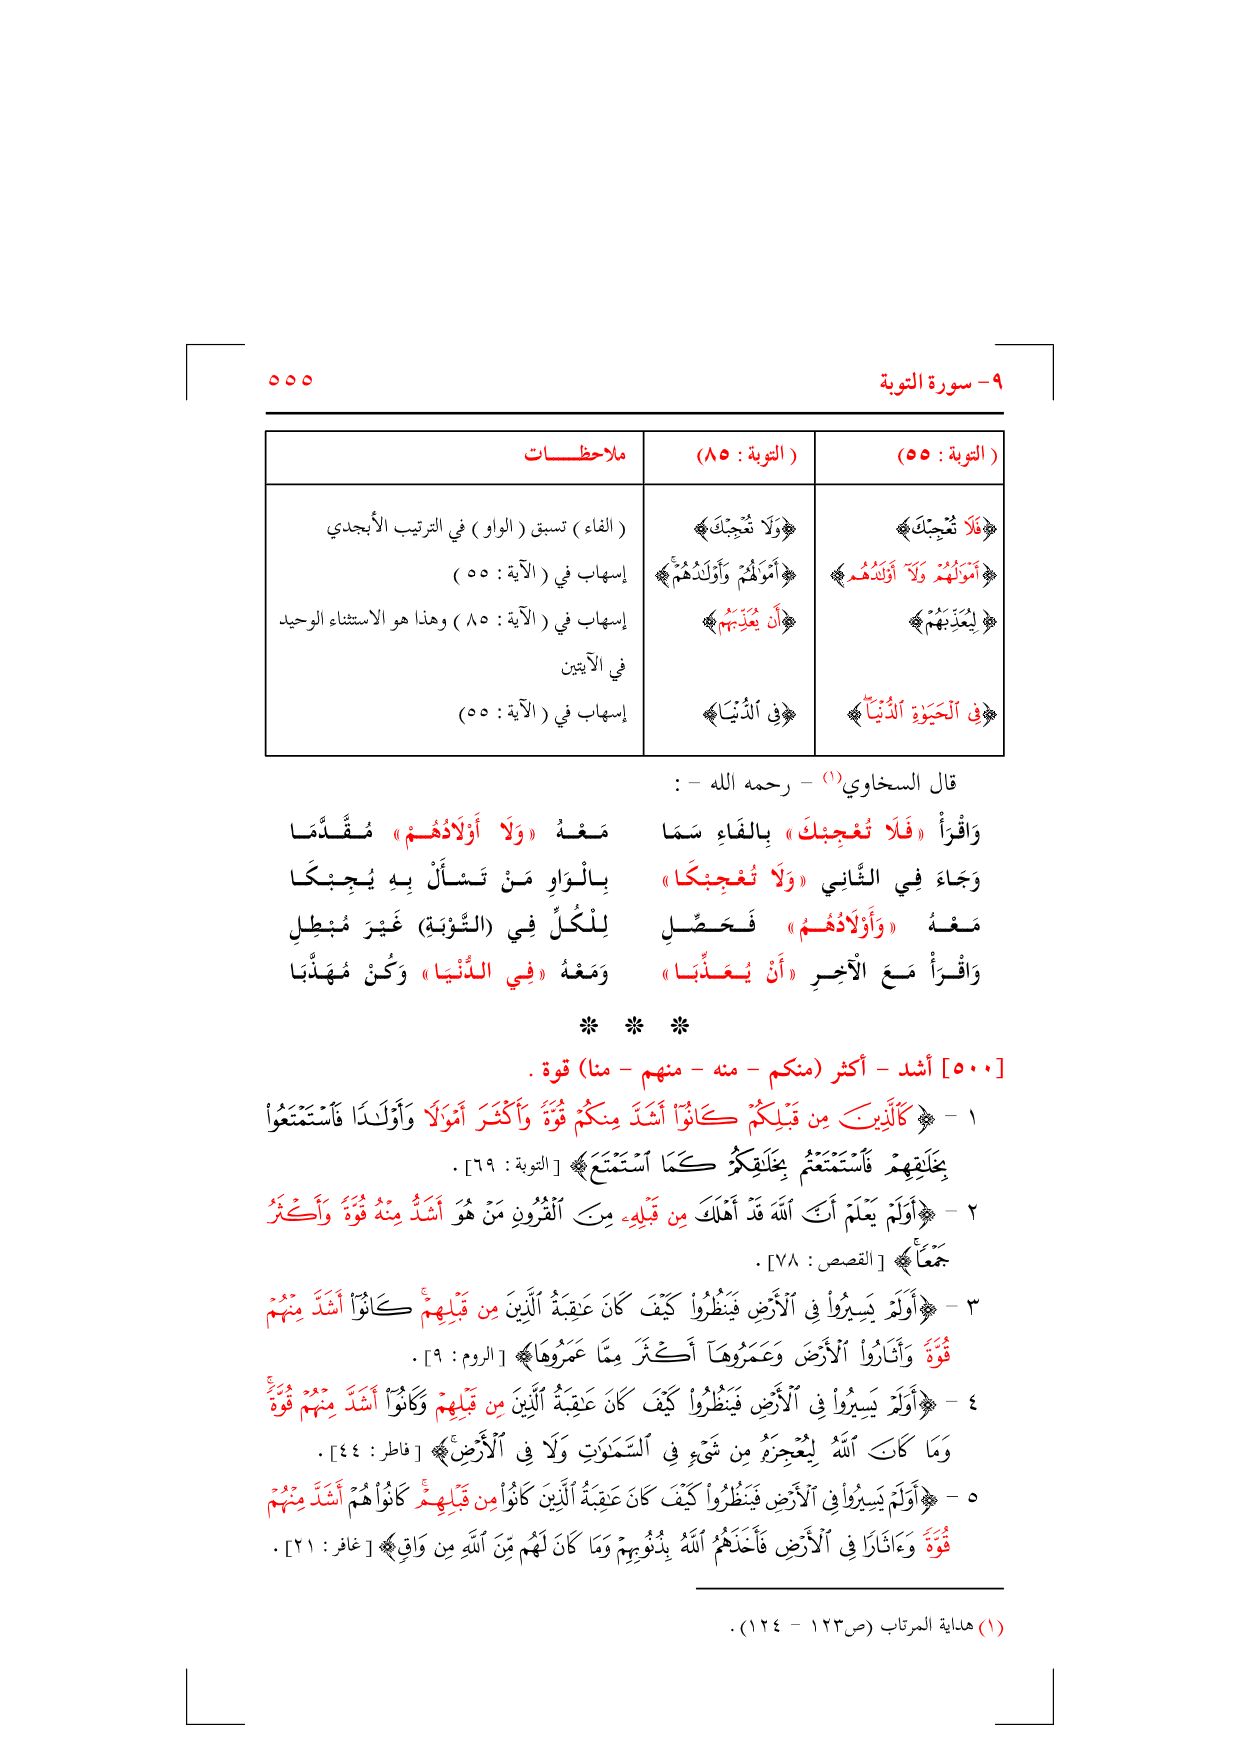 ٩- سورة التوبة ٥٥٥
( التوبة : ٥٥) ( التوبة : ٨٥) ملاحظـــــات
﴿فَلَا تُعْجِبْكَ﴾ ﴿وَلَا تُعْجِبْكَ﴾ ( الفاء ) تسبق ( الواو ) في الترتيب الأبجدي
﴿أَمْوَٰلُهُمْ وَلَآ أَوْلَٰدُهُمْ﴾ ﴿أَمْوَٰلُهُمْ وَأَوْلَٰدُهُمْ ۚ﴾ إسهاب في ( الآية : ٥٥ )
﴿ لِيُعَذِّبَهُمْ﴾ ﴿أَن يُعَذِّبَهُم﴾ إسهاب في ( الآية : ٨٥ ) وهذا هو الاستثناء الوحيد
في الآيتين
﴿فِى ٱلْحَيَوٰةِ ٱلدُّنْيَا ۖ﴾ ﴿فِى ٱلدُّنْيَا﴾ إسهاب في ( الآية : ٥٥)
قال السخاوي(١) – رحمه الله – :
وَاقْرَأْ «فَلَا تُعْجِبْكَ» بِالفَاءِ سَمَا مَعْهُ «وَلَا أَوْلَادُهُمْ» مُقَدَّمَا
وَجَاءَ فِي الثَّانِي «وَلَا تُعْجِبْكَا» بِالْوَاوِ مَنْ تَسْأَلْ بِهِ يُجِبْكَا
مَعْهُ «وَأَوْلَادُهُمُ» فَحَصِّلِ لِلْكُلِّ فِي (التَّوْبَةِ) غَيْرَ مُبْطِلِ
وَاقْرَأْ مَعَ الْآخِرِ «أَنْ يُعَذِّبَا» وَمَعْهُ «فِي الدُّنْيَا» وَكُنْ مُهَذَّبَا
❊ ❊ ❊
[٥٠٠] أشد – أكثر (منكم – منه – منهم – منا) قوة .
١ – ﴿ كَٱلَّذِينَ مِن قَبْلِكُمْ كَانُوٓا۟ أَشَدَّ مِنكُمْ قُوَّةً وَأَكْثَرَ أَمْوَٰلًا وَأَوْلَٰدًا فَٱسْتَمْتَعُوا۟
بِخَلَٰقِهِمْ فَٱسْتَمْتَعْتُم بِخَلَٰقِكُمْ كَمَا ٱسْتَمْتَعَ﴾ [التوبة : ٦٩] .
٢ – ﴿أَوَلَمْ يَعْلَمْ أَنَّ ٱللَّهَ قَدْ أَهْلَكَ مِن قَبْلِهِۦ مِنَ ٱلْقُرُونِ مَنْ هُوَ أَشَدُّ مِنْهُ قُوَّةً وَأَكْثَرُ
جَمْعًا ۚ﴾ [القصص : ٧٨] .
٣ – ﴿أَوَلَمْ يَسِيرُوا۟ فِى ٱلْأَرْضِ فَيَنظُرُوا۟ كَيْفَ كَانَ عَٰقِبَةُ ٱلَّذِينَ مِن قَبْلِهِمْ ۚ كَانُوٓا۟ أَشَدَّ مِنْهُمْ
قُوَّةً وَأَثَارُوا۟ ٱلْأَرْضَ وَعَمَرُوهَآ أَكْثَرَ مِمَّا عَمَرُوهَا﴾ [الروم : ٩] .
٤ – ﴿أَوَلَمْ يَسِيرُوا۟ فِى ٱلْأَرْضِ فَيَنظُرُوا۟ كَيْفَ كَانَ عَٰقِبَةُ ٱلَّذِينَ مِن قَبْلِهِمْ وَكَانُوٓا۟ أَشَدَّ مِنْهُمْ قُوَّةً ۚ
وَمَا كَانَ ٱللَّهُ لِيُعْجِزَهُۥ مِن شَىْءٍ فِى ٱلسَّمَٰوَٰتِ وَلَا فِى ٱلْأَرْضِ ۚ﴾ [فاطر : ٤٤] .
٥ – ﴿أَوَلَمْ يَسِيرُوا۟ فِى ٱلْأَرْضِ فَيَنظُرُوا۟ كَيْفَ كَانَ عَٰقِبَةُ ٱلَّذِينَ كَانُوا۟ مِن قَبْلِهِمْ ۚ كَانُوا۟ هُمْ أَشَدَّ مِنْهُمْ
قُوَّةً وَءَاثَارًا فِى ٱلْأَرْضِ فَأَخَذَهُمُ ٱللَّهُ بِذُنُوبِهِمْ وَمَا كَانَ لَهُم مِّنَ ٱللَّهِ مِن وَاقٍ﴾ [غافر : ٢١] .
(١) هداية المرتاب (ص١٢٣ – ١٢٤) .